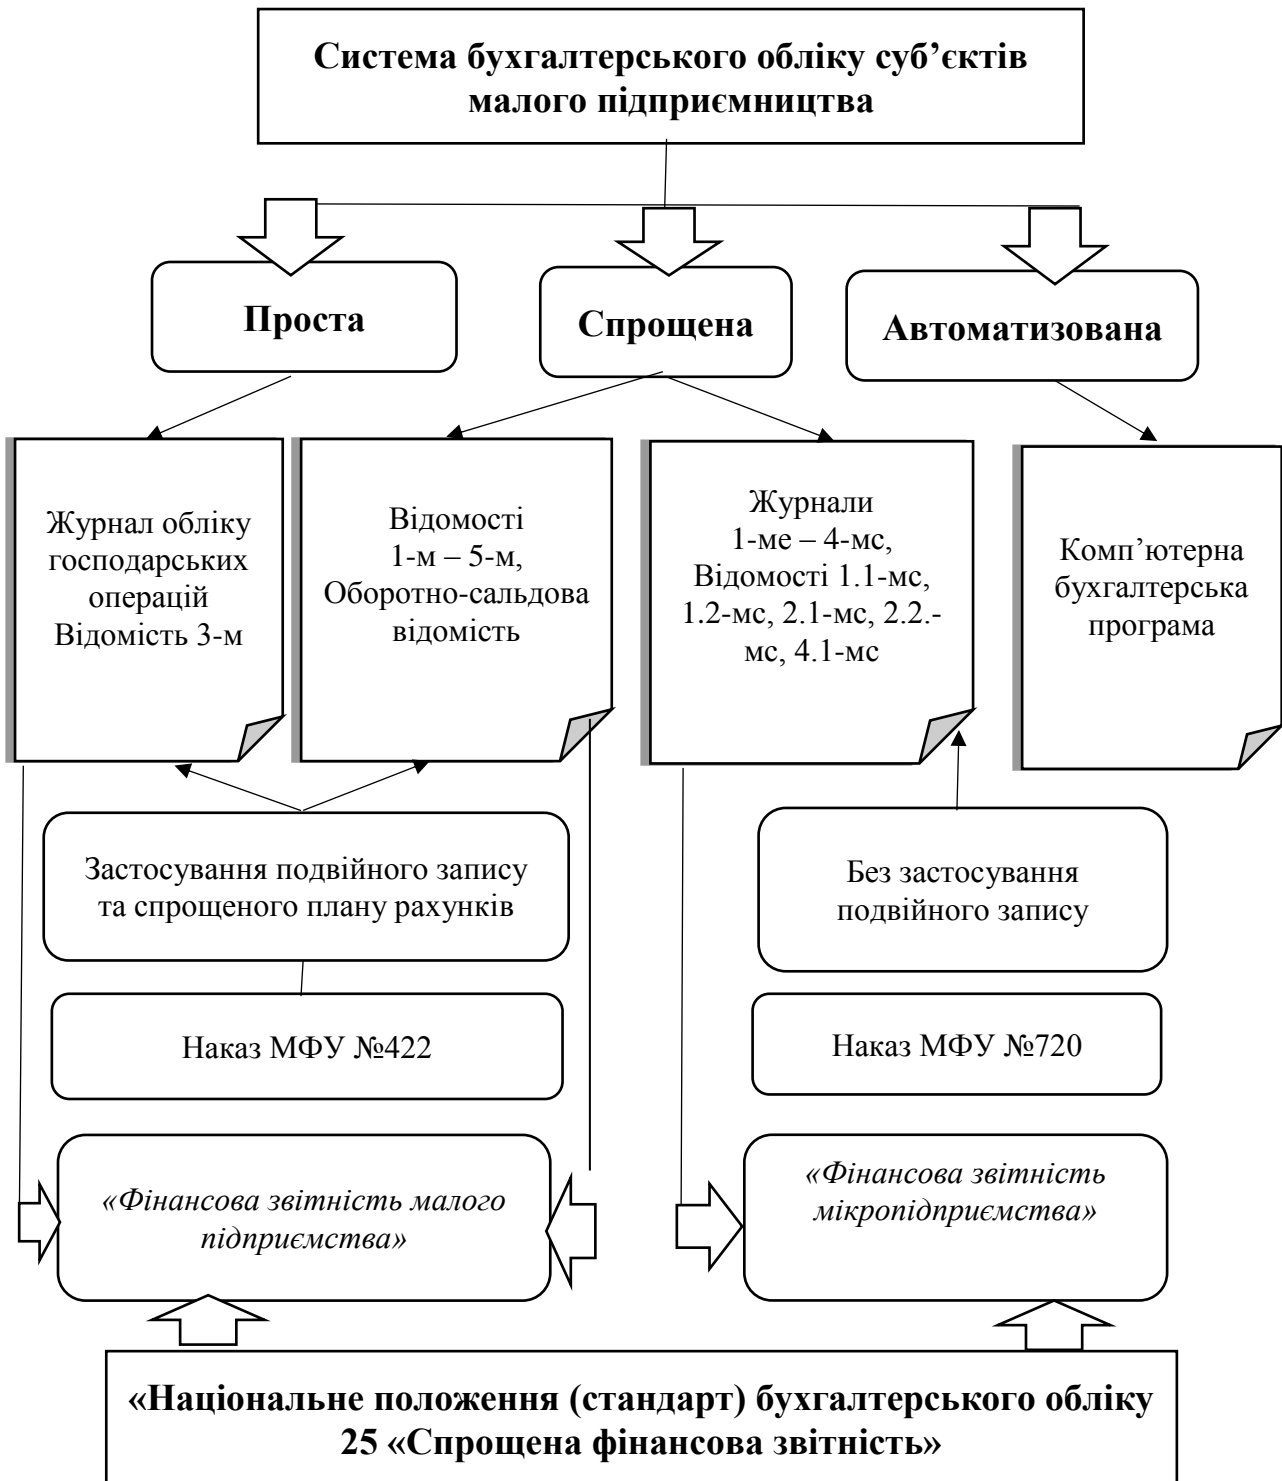 Система бухгалтерського обліку суб’єктів
малого підприємництва
Проста
Спрощена
Автоматизована
Журнал обліку
господарських
операцій
Відомість 3-м
Відомості
1-м – 5-м,
Оборотно-сальдова
відомість
Журнали
1-ме – 4-мс,
Відомості 1.1-мс,
1.2-мс, 2.1-мс, 2.2.-
мс, 4.1-мс
Комп’ютерна
бухгалтерська
програма
Застосування подвійного запису
та спрощеного плану рахунків
Без застосування
подвійного запису
Наказ МФУ №422
Наказ МФУ №720
«Фінансова звітність малого
підприємства»
«Фінансова звітність
мікропідприємства»
«Національне положення (стандарт) бухгалтерського обліку
25 «Спрощена фінансова звітність»